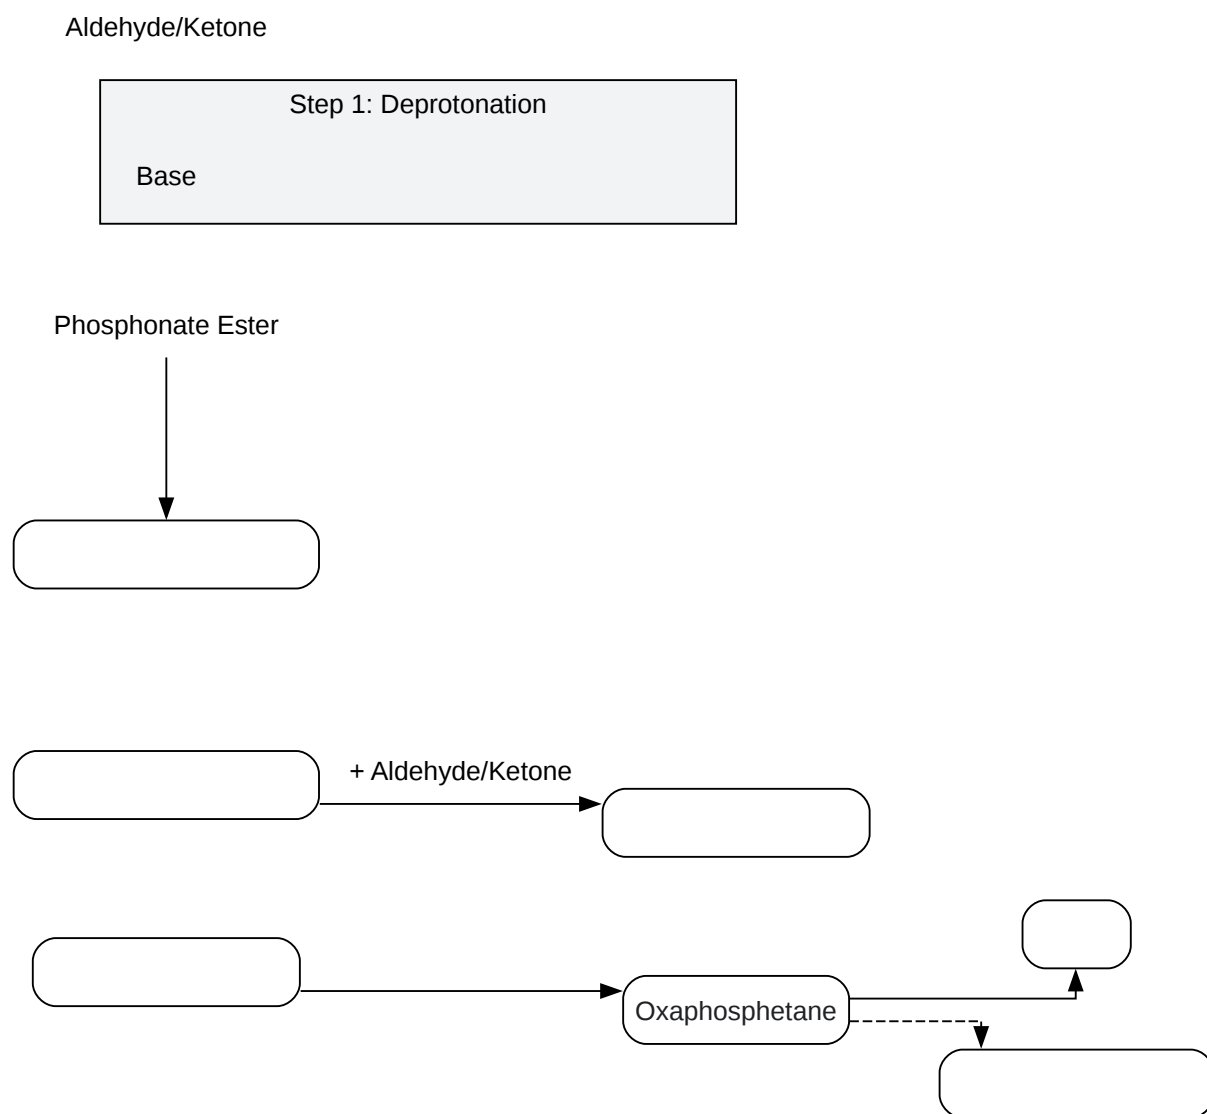 Aldehyde/Ketone
Step 1: Deprotonation
Base
Phosphonate Ester
+ Aldehyde/Ketone
Oxaphosphetane